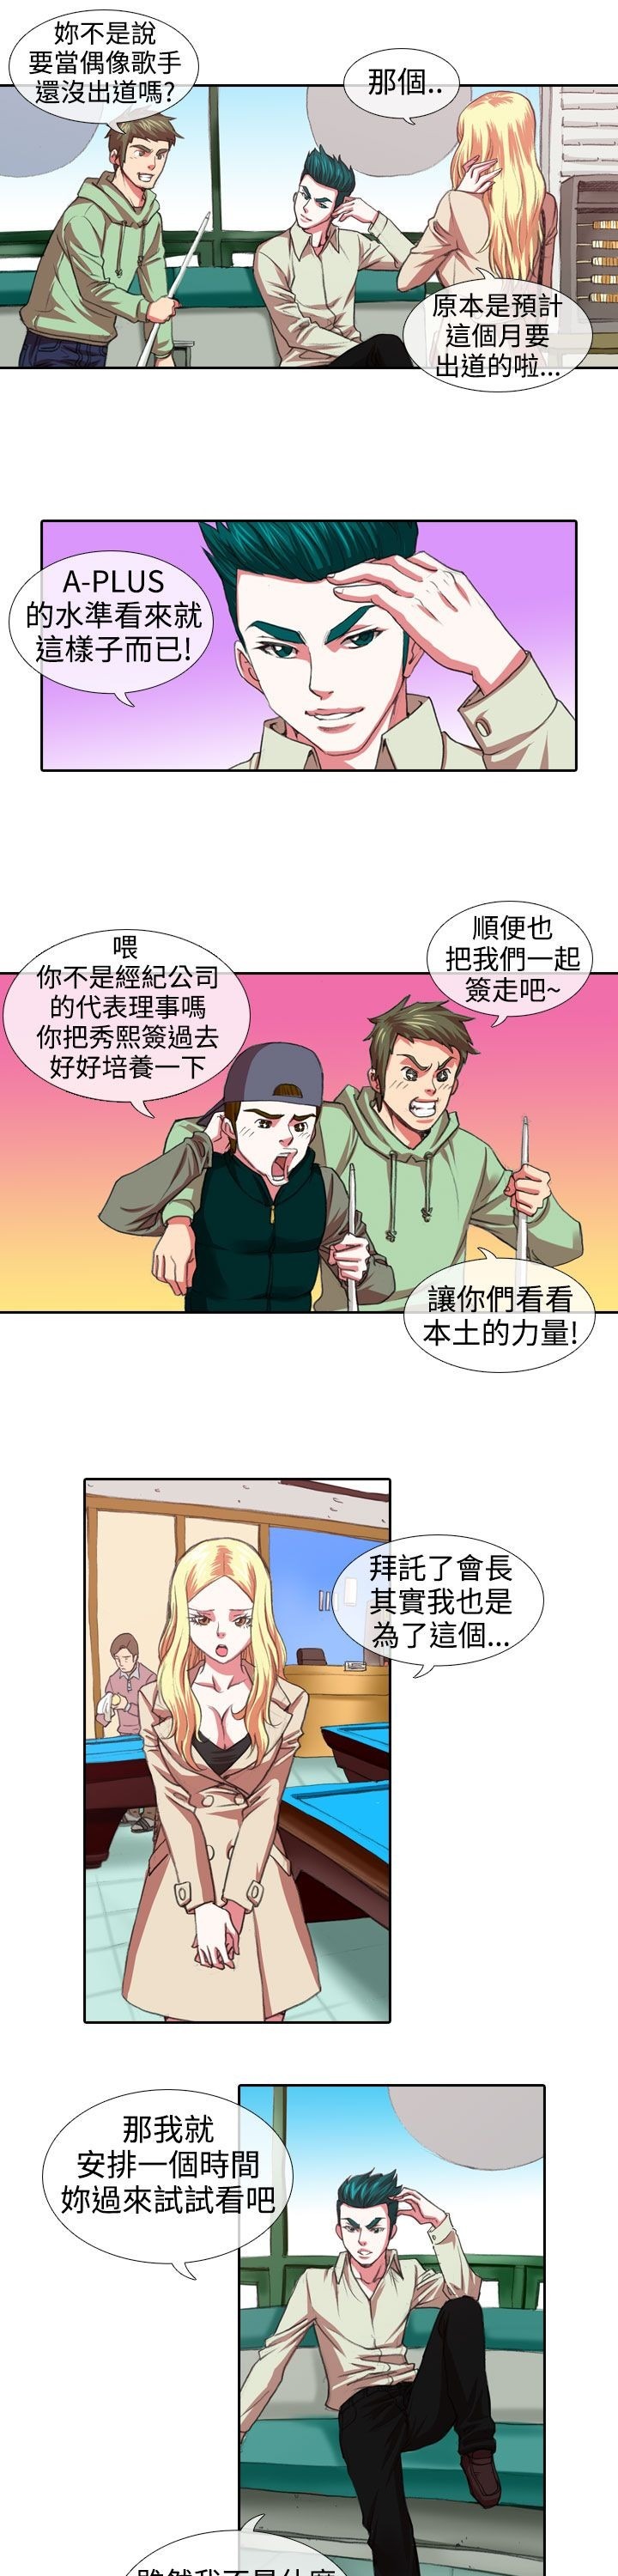 妳不是說
要當偶像歌手
還沒出道嗎?
那個..
原本是預計
這個月要
出道的啦...
A-PLUS
的水準看來就
這樣子而已!
順便也
把我們一起
簽走吧~
喂
你不是經紀公司
的代表理事嗎
你把秀熙簽過去
好好培養一下
讓你們看看
本土的力量!
拜託了會長
其實我也是
為了這個...
那我就
安排一個時間
妳過來試試看吧